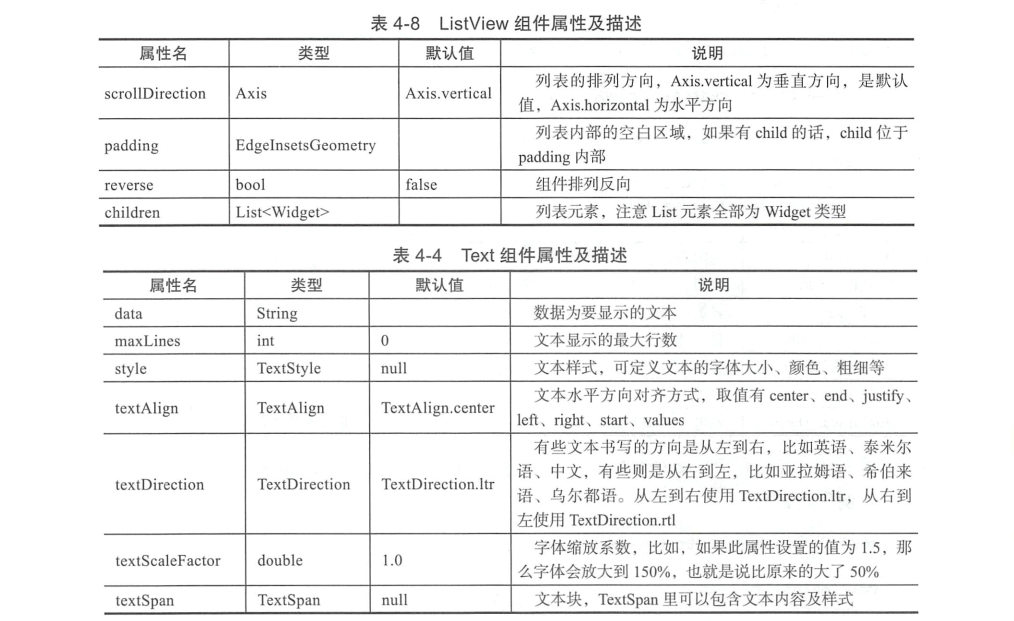 表 4-8 ListView 组件属性及描述
属性名 类型 默认值 说明
scrollDirection Axis Axis.vertical 列表的排列方向，Axis.vertical 为垂直方向，是默认
值，Axis.horizontal 为水平方向
padding EdgeInsetsGeometry 列表内部的空白区域，如果有 child 的话，child 位于
padding 内部
reverse bool false 组件排列反向
children List<Widget> 列表元素，注意 List 元素全部为 Widget 类型
表 4-4 Text 组件属性及描述
属性名 类型 默认值 说明
data String 数据为要显示的文本
maxLines int 0 文本显示的最大行数
style TextStyle null 文本样式，可定义文本的字体大小、颜色、粗细等
textAlign TextAlign TextAlign.center 文本水平方向对齐方式，取值有 center、end、justify、
left、right、start、values
textDirection TextDirection TextDirection.ltr 有些文本书写的方向是从左到右，比如英语、泰米尔
语、中文，有些则是从右到左，比如亚拉姆语、希伯来
语、乌尔都语。从左到右使用 TextDirection.ltr，从右到
左使用 TextDirection.rtl
textScaleFactor double 1.0 字体缩放系数，比如，如果此属性设置的值为 1.5，那
么字体会放大到 150%，也就是说比原来的大了 50%
textSpan TextSpan null 文本块，TextSpan 里可以包含文本内容及样式